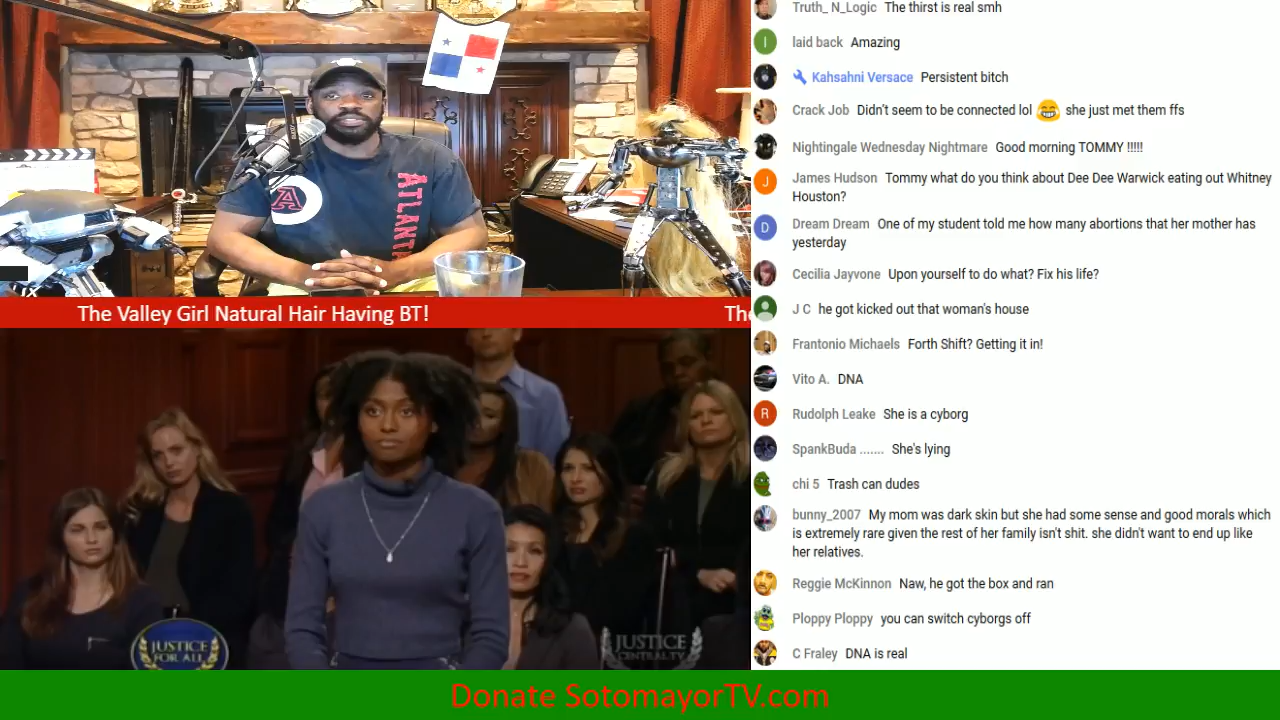 A
ATLANTA
The Valley Girl Natural Hair Having BT!
The
JUSTICE
FOR ALL
JUSTICE
CENTRAL.TV
Truth_ N_Logic The thirst is real smh
I laid back Amazing
Kahsahni Versace Persistent bitch
Crack Job Didn't seem to be connected lol 😂 she just met them ffs
Nightingale Wednesday Nightmare Good morning TOMMY !!!!!
J James Hudson Tommy what do you think about Dee Dee Warwick eating out Whitney
Houston?
D Dream Dream One of my student told me how many abortions that her mother has
yesterday
Cecilia Jayvone Upon yourself to do what? Fix his life?
J C he got kicked out that woman's house
Frantonio Michaels Forth Shift? Getting it in!
Vito A. DNA
R Rudolph Leake She is a cyborg
SpankBuda ....... She's lying
chi 5 Trash can dudes
bunny_2007 My mom was dark skin but she had some sense and good morals which
is extremely rare given the rest of her family isn't shit. she didn't want to end up like
her relatives.
Reggie McKinnon Naw, he got the box and ran
Ploppy Ploppy you can switch cyborgs off
C Fraley DNA is real
Donate SotomayorTV.com